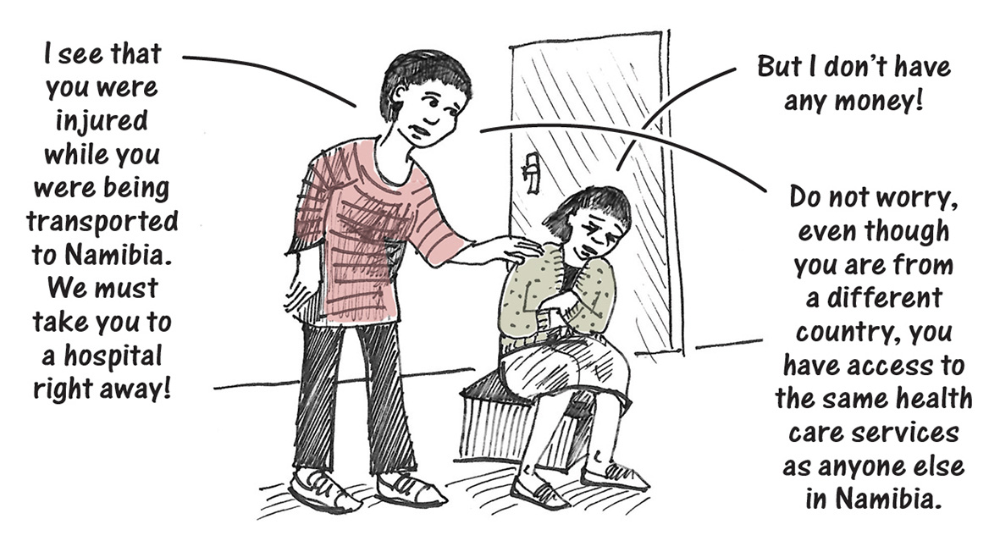 I see that
you were
injured
while you
were being
transported
to Namibia.
We must
take you to
a hospital
right away!
But I don't have
any money!
Do not worry,
even though
you are from
a different
country, you
have access to
the same health
care services
as anyone else
in Namibia.